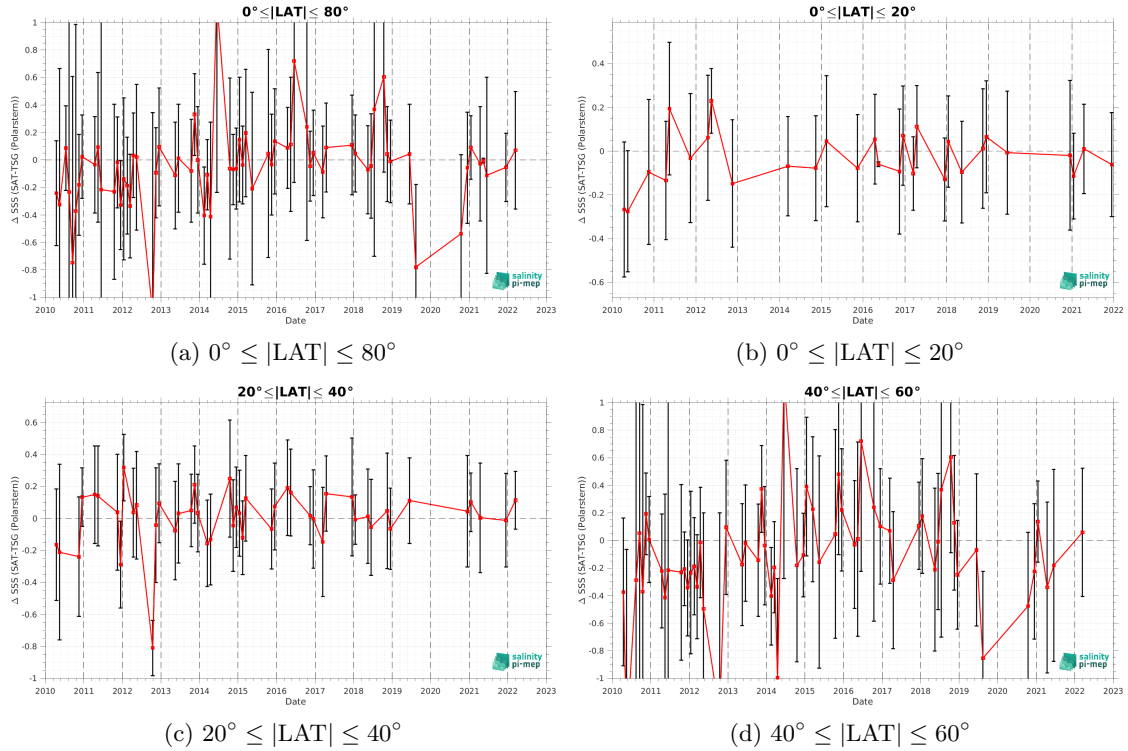 0°≤|LAT|≤ 80°
1
0.8
0.6
0.4
0.2
0
-0.2
-0.4
-0.6
-0.8
-1
Δ SSS (SAT-TSG (Polarstern))
2010 2011 2012 2013 2014 2015 2016 2017 2018 2019 2020 2021 2022 2023
Date
salinity
pi-mep
(a) 0° ≤ |LAT| ≤ 80°
0°≤|LAT|≤ 20°
0.4
0.2
0
-0.2
-0.4
-0.6
Δ SSS (SAT-TSG (Polarstern))
2010 2011 2012 2013 2014 2015 2016 2017 2018 2019 2020 2021 2022
Date
salinity
pi-mep
(b) 0° ≤ |LAT| ≤ 20°
20°≤|LAT|≤ 40°
0.6
0.4
0.2
0
-0.2
-0.4
-0.6
-0.8
-1
Δ SSS (SAT-TSG (Polarstern))
2010 2011 2012 2013 2014 2015 2016 2017 2018 2019 2020 2021 2022 2023
Date
salinity
pi-mep
(c) 20° ≤ |LAT| ≤ 40°
40°≤|LAT|≤ 60°
1
0.8
0.6
0.4
0.2
0
-0.2
-0.4
-0.6
-0.8
-1
Δ SSS (SAT-TSG (Polarstern))
2010 2011 2012 2013 2014 2015 2016 2017 2018 2019 2020 2021 2022 2023
Date
salinity
pi-mep
(d) 40° ≤ |LAT| ≤ 60°